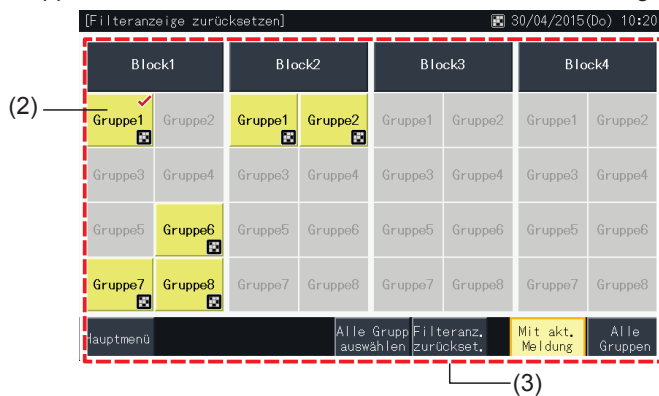 [Filteranzeige zurücksetzen] 30/04/2015(Do) 10:20
Block1 Block2 Block3 Block4
(2)
Gruppe1 Gruppe2 Gruppe1 Gruppe2 Gruppe1 Gruppe2 Gruppe1 Gruppe2
Gruppe3 Gruppe4 Gruppe3 Gruppe4 Gruppe3 Gruppe4 Gruppe3 Gruppe4
Gruppe5 Gruppe6 Gruppe5 Gruppe6 Gruppe5 Gruppe6 Gruppe5 Gruppe6
Gruppe7 Gruppe8 Gruppe7 Gruppe8 Gruppe7 Gruppe8 Gruppe7 Gruppe8
Hauptmenü Alle Grupp Filteranz. Mit akt. Alle
auswählen zurückset. Meldung Gruppen
(3)